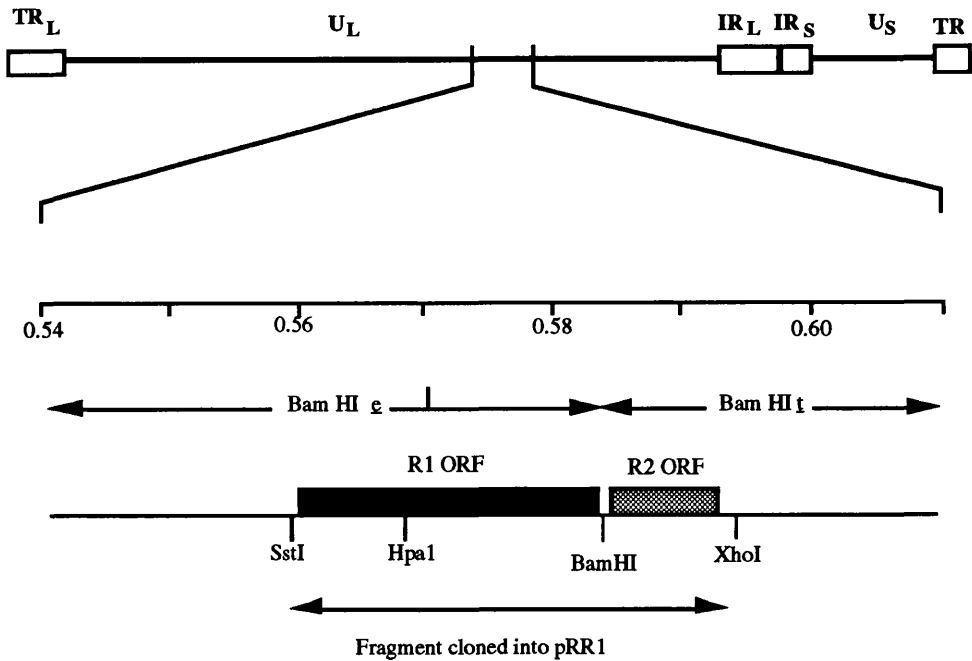 TR L U L IR L IR S U S TR
0.54 0.56 0.58 0.60
Bam HI e Bam HI t
R1 ORF R2 ORF
SstI Hpa1 BamHI XhoI
Fragment cloned into pRR1